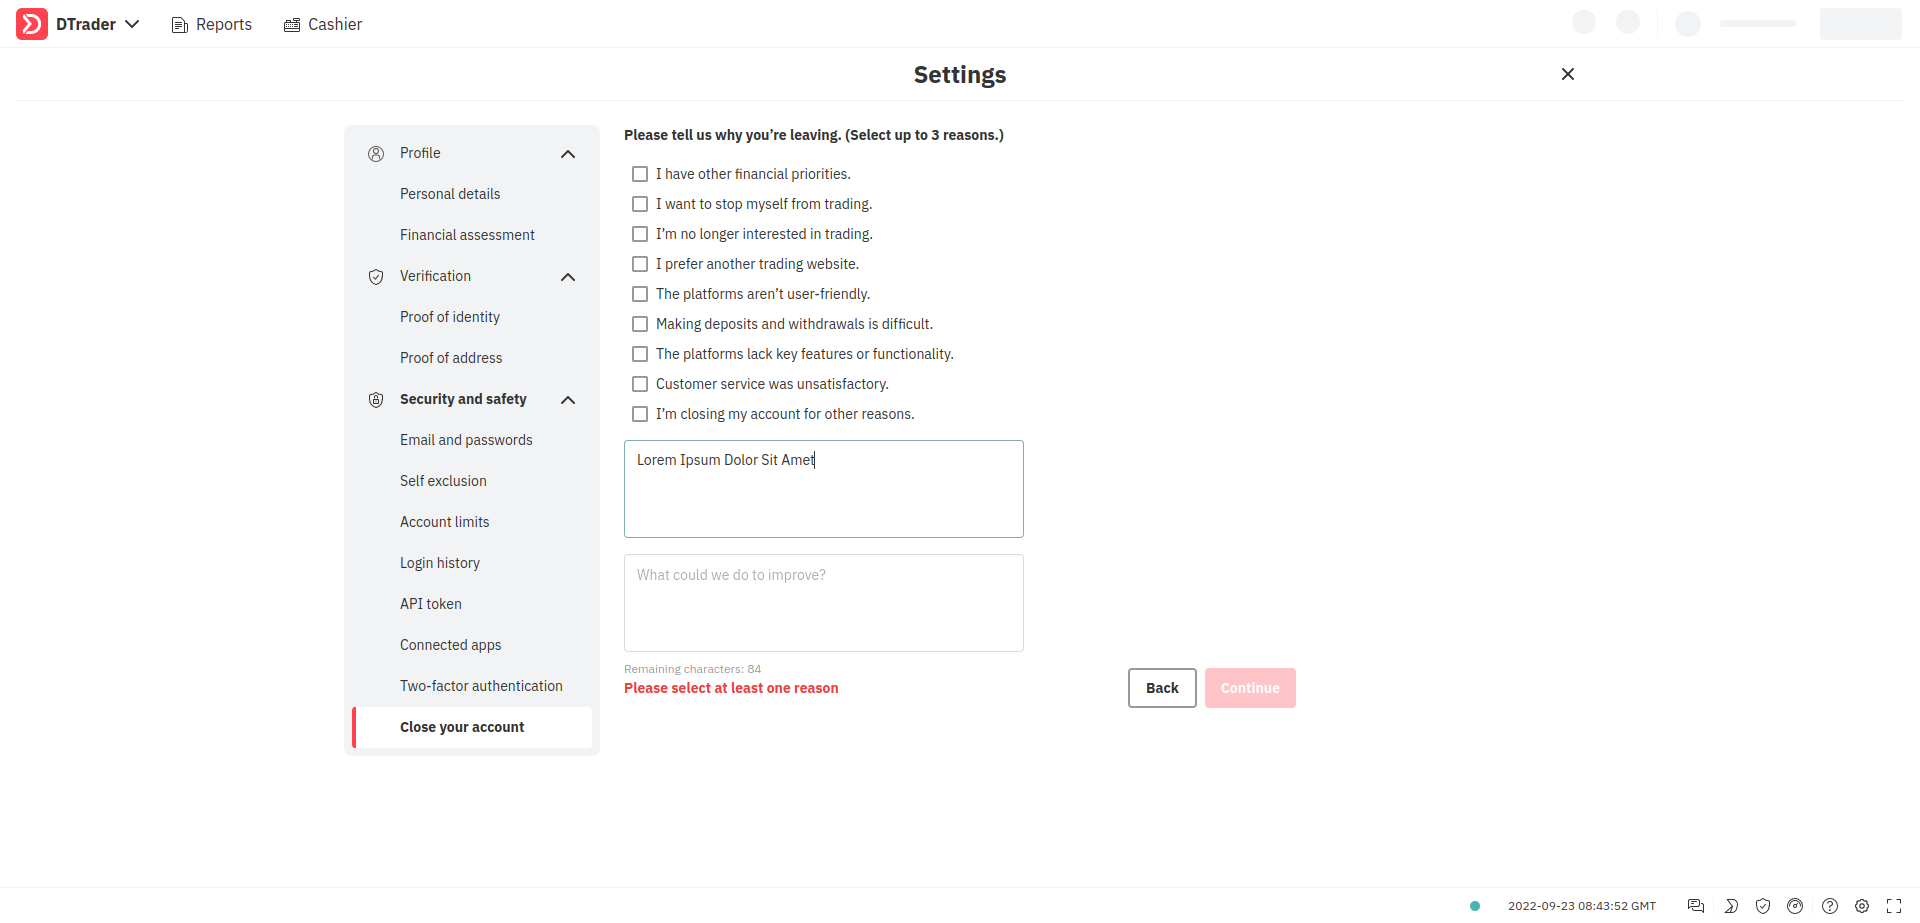 DTrader
Reports
Cashier
Settings
Profile
Personal details
Financial assessment
Verification
Proof of identity
Proof of address
Security and safety
Email and passwords
Self exclusion
Account limits
Login history
API token
Connected apps
Two-factor authentication
Close your account
Please tell us why you’re leaving. (Select up to 3 reasons.)
I have other financial priorities.
I want to stop myself from trading.
I’m no longer interested in trading.
I prefer another trading website.
The platforms aren’t user-friendly.
Making deposits and withdrawals is difficult.
The platforms lack key features or functionality.
Customer service was unsatisfactory.
I’m closing my account for other reasons.
Lorem Ipsum Dolor Sit Amet
What could we do to improve?
Remaining characters: 84
Please select at least one reason
Back
Continue
2022-09-23 08:43:52 GMT